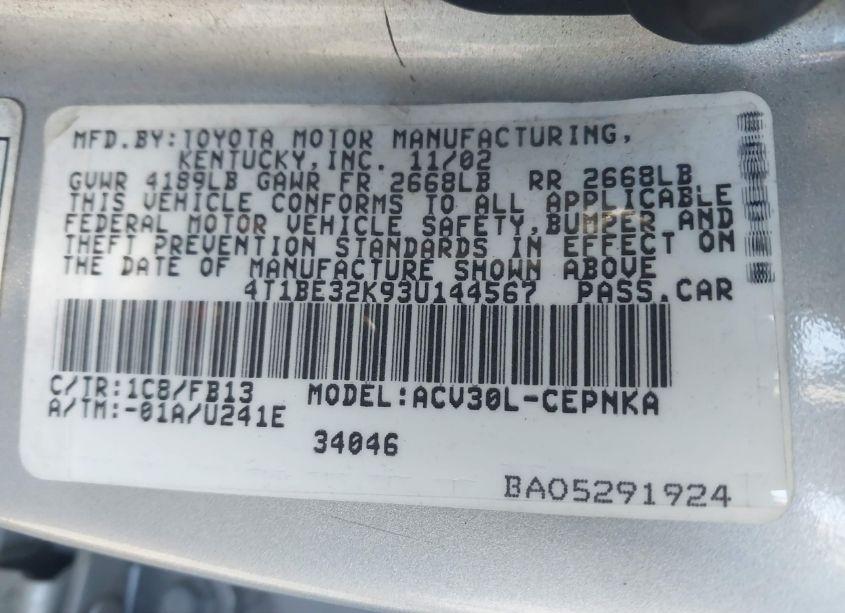 MFD.BY:TOYOTA MOTOR MANUFACTURING,
KENTUCKY,INC. 11/02
GVWR 4189LB GAWR FR 2668LB RR 2668LB
THIS VEHICLE CONFORMS TO ALL APPLICABLE
FEDERAL MOTOR VEHICLE SAFETY,BUMPER AND
THEFT PREVENTION STANDARDS IN EFFECT ON
THE DATE OF MANUFACTURE SHOWN ABOVE
4T1BE32K93U144567 PASS.CAR
C/TR:1C8/FB13 MODEL:ACV30L-CEPNKA
A/TM:-01A/U241E
34046
BA05291924